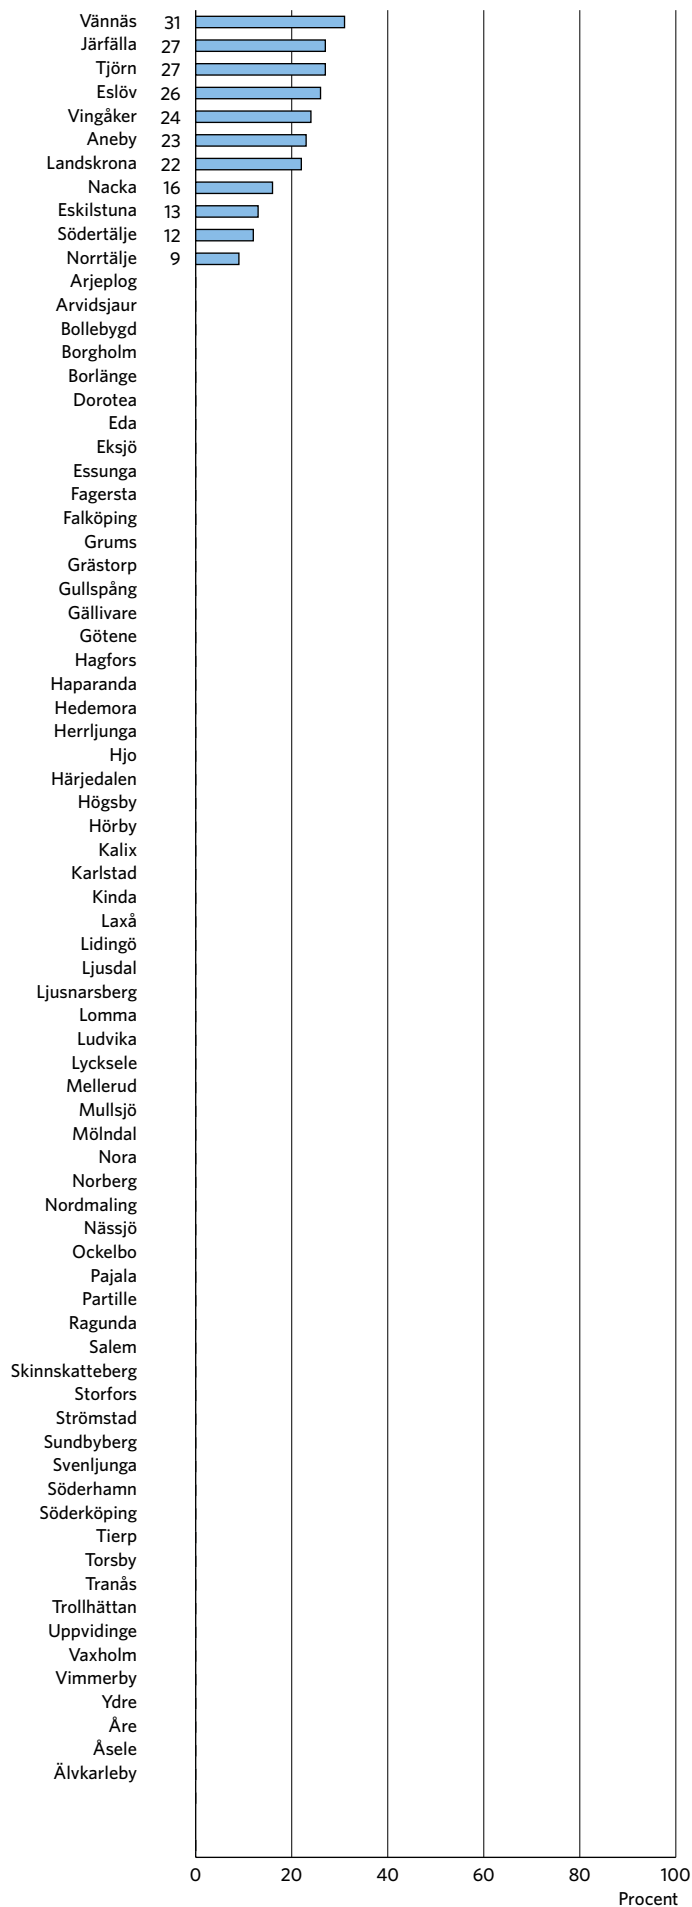 Vännäs 31
Järfälla 27
Tjörn 27
Eslöv 26
Vingåker 24
Aneby 23
Landskrona 22
Nacka 16
Eskilstuna 13
Södertälje 12
Norrtälje 9
Arjeplog
Arvidsjaur
Bollebygd
Borgholm
Borlänge
Dorotea
Eda
Eksjö
Essunga
Fagersta
Falköping
Grums
Grästorp
Gullspång
Gällivare
Götene
Hagfors
Haparanda
Hedemora
Herrljunga
Hjo
Härjedalen
Högsby
Hörby
Kalix
Karlstad
Kinda
Laxå
Lidingö
Ljusdal
Ljusnarsberg
Lomma
Ludvika
Lycksele
Mellerud
Mullsjö
Mölndal
Nora
Norberg
Nordmaling
Nässjö
Ockelbo
Pajala
Partille
Ragunda
Salem
Skinnskatteberg
Storfors
Strömstad
Sundbyberg
Svenljunga
Söderhamn
Söderköping
Tierp
Torsby
Tranås
Trollhättan
Uppvidinge
Vaxholm
Vimmerby
Ydre
Åre
Åsele
Älvkarleby
0 20 40 60 80 100
Procent